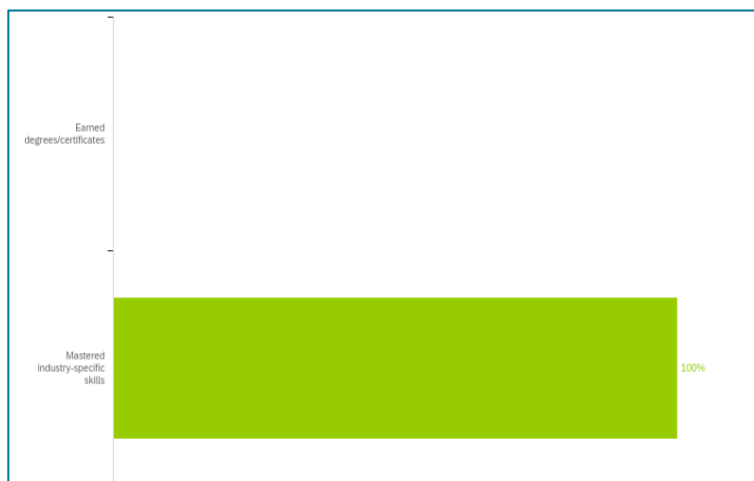 Earned
degrees/certificates
Mastered
industry-specific
skills
100%